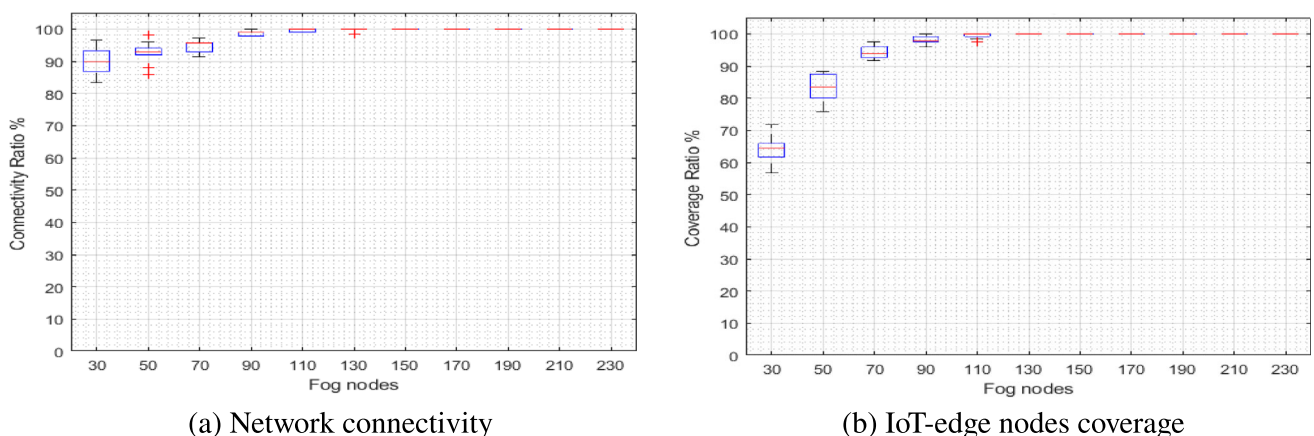 Connectivity Ratio %
100
90
80
70
60
50
40
30
20
10
0
30 50 70 90 110 130 150 170 190 210 230
Fog nodes
(a) Network connectivity
Coverage Ratio %
100
90
80
70
60
50
40
30
20
10
0
30 50 70 90 110 130 150 170 190 210 230
Fog nodes
(b) IoT-edge nodes coverage